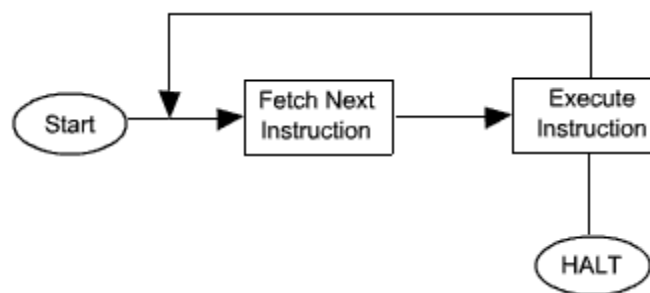 Start
Fetch Next
Instruction
Execute
Instruction
HALT